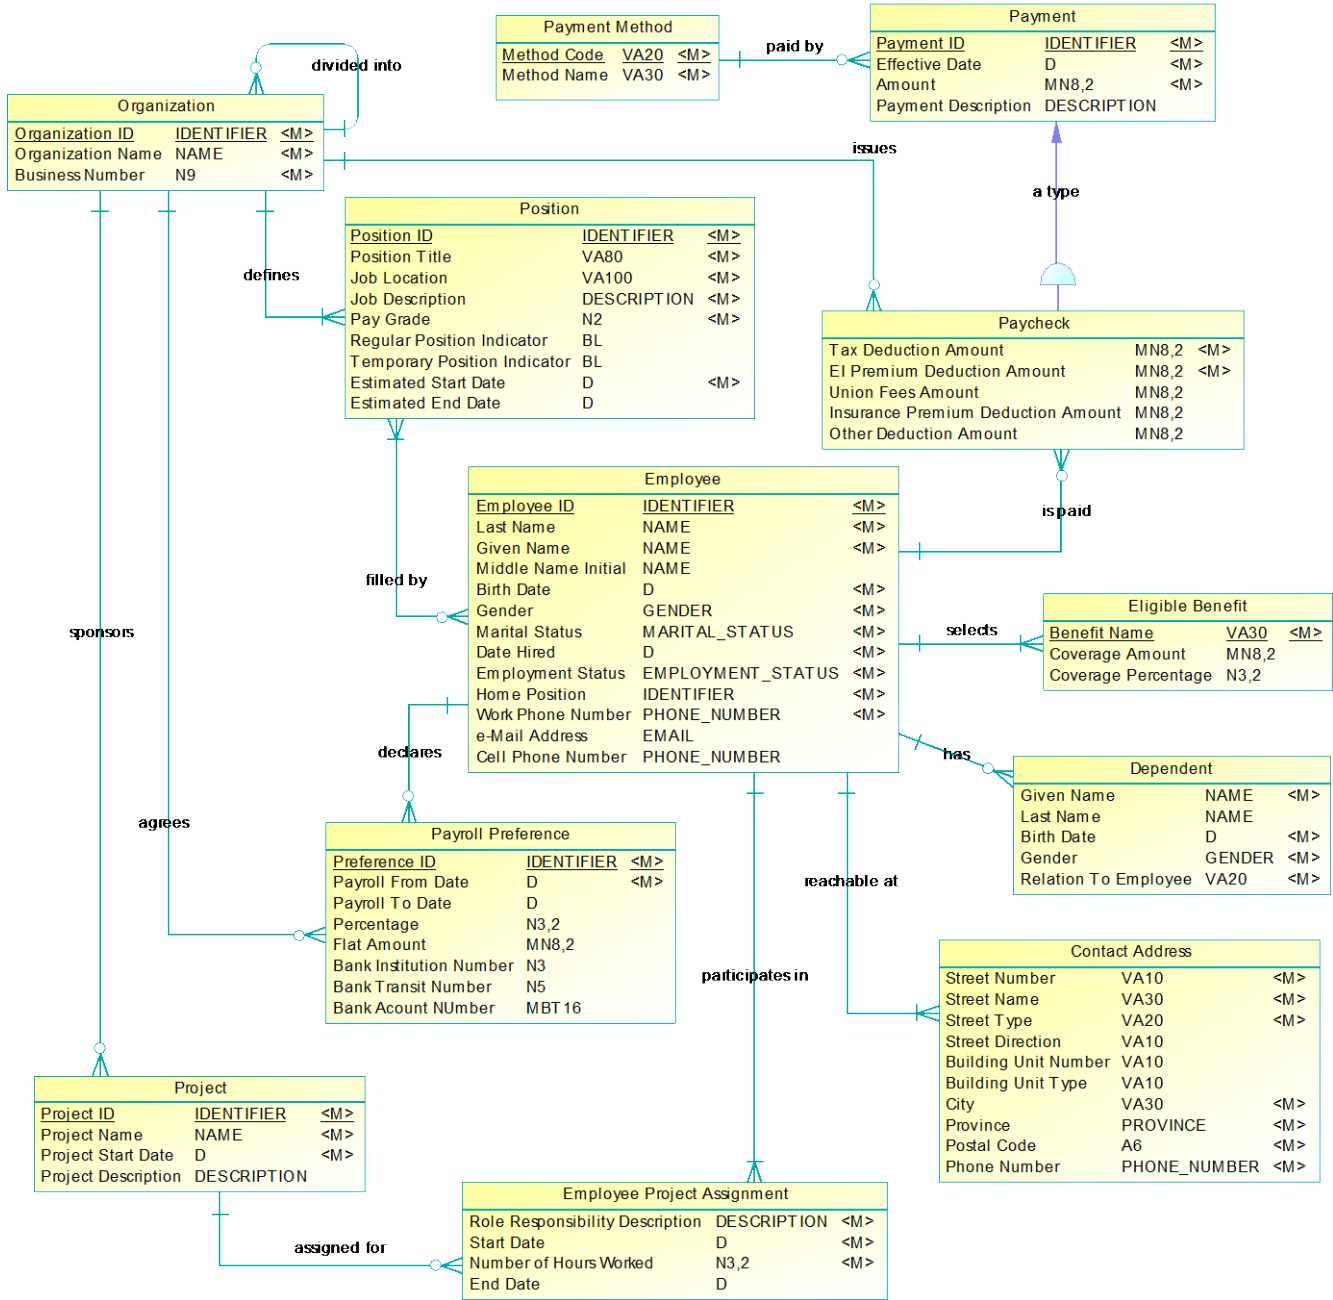 Payment Method
Method Code VA20 <M>
Method Name VA30 <M>
paid by
Payment
Payment ID IDENTIFIER <M>
Effective Date D <M>
Amount MN8,2 <M>
Payment Description DESCRIPTION
divided into
Organization
Organization ID IDENTIFIER <M>
Organization Name NAME <M>
Business Number N9 <M>
issues
a type
defines
Position
Position ID IDENTIFIER <M>
Position Title VA80 <M>
Job Location VA100 <M>
Job Description DESCRIPTION <M>
Pay Grade N2 <M>
Regular Position Indicator BL
Temporary Position Indicator BL
Estimated Start Date D <M>
Estimated End Date D
Paycheck
Tax Deduction Amount MN8,2 <M>
EI Premium Deduction Amount MN8,2 <M>
Union Fees Amount MN8,2
Insurance Premium Deduction Amount MN8,2
Other Deduction Amount MN8,2
is paid
filled by
Employee
Employee ID IDENTIFIER <M>
Last Name NAME <M>
Given Name NAME <M>
Middle Name Initial NAME
Birth Date D <M>
Gender GENDER <M>
Marital Status MARITAL_STATUS <M>
Date Hired D <M>
Employment Status EMPLOYMENT_STATUS <M>
Home Position IDENTIFIER <M>
Work Phone Number PHONE_NUMBER <M>
e-Mail Address EMAIL
Cell Phone Number PHONE_NUMBER
selects
Eligible Benefit
Benefit Name VA30 <M>
Coverage Amount MN8,2
Coverage Percentage N3,2
sponsors
declares
has
Dependent
Given Name NAME <M>
Last Name NAME
Birth Date D <M>
Gender GENDER <M>
Relation To Employee VA20 <M>
agrees
Payroll Preference
Preference ID IDENTIFIER <M>
Payroll From Date D <M>
Payroll To Date D
Percentage N3,2
Flat Amount MN8,2
Bank Institution Number N3
Bank Transit Number N5
Bank Acount NUmber MBT16
reachable at
participates in
Contact Address
Street Number VA10 <M>
Street Name VA30 <M>
Street Type VA20 <M>
Street Direction VA10
Building Unit Number VA10
Building Unit Type VA10
City VA30 <M>
Province PROVINCE <M>
Postal Code A6 <M>
Phone Number PHONE_NUMBER <M>
Project
Project ID IDENTIFIER <M>
Project Name NAME <M>
Project Start Date D <M>
Project Description DESCRIPTION
assigned for
Employee Project Assignment
Role Responsibility Description DESCRIPTION <M>
Start Date D <M>
Number of Hours Worked N3,2 <M>
End Date D